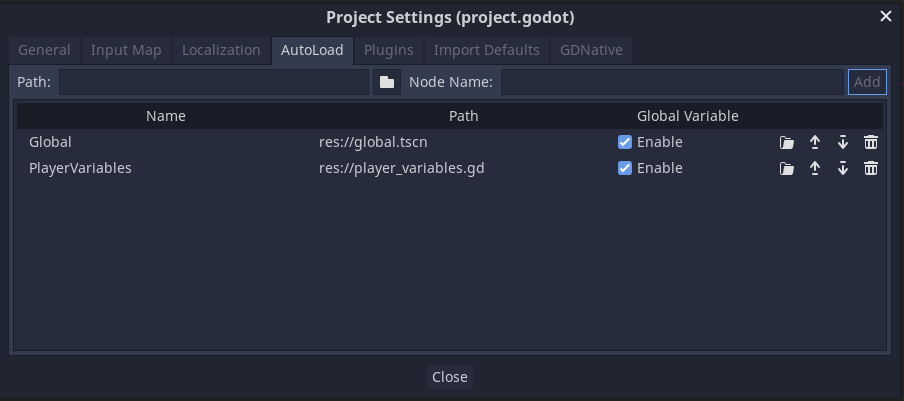 Project Settings (project.godot)
General Input Map Localization AutoLoad Plugins Import Defaults GDNative
Path: Node Name: Add
Name Path Global Variable
Global res://global.tscn Enable
PlayerVariables res://player_variables.gd Enable
Close